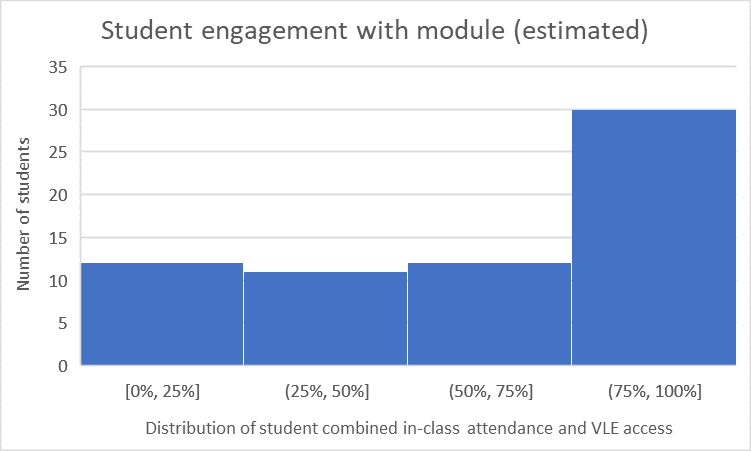 Student engagement with module (estimated)
Number of students
35
30
25
20
15
10
5
0
[0%, 25%] (25%, 50%] (50%, 75%] (75%, 100%]
Distribution of student combined in-class attendance and VLE access